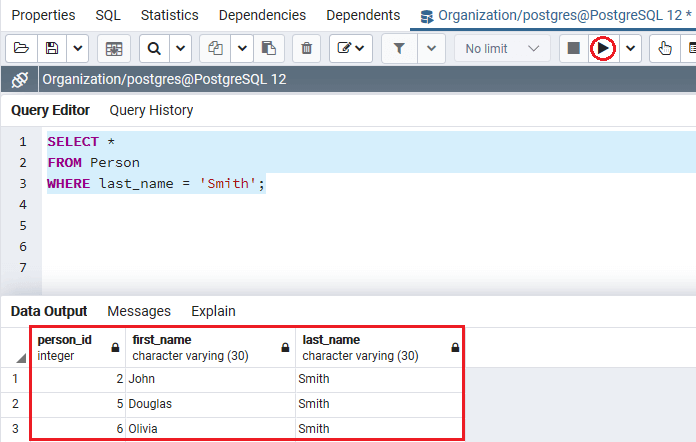 Properties SQL Statistics Dependencies Dependents Organization/postgres@PostgreSQL 12 *
No limit
Organization/postgres@PostgreSQL 12
Query Editor Query History
1 SELECT *
2 FROM Person
3 WHERE last_name = 'Smith';
4
5
6
7
Data Output Messages Explain
person_id first_name last_name
integer character varying (30) character varying (30)
1 2 John Smith
2 5 Douglas Smith
3 6 Olivia Smith